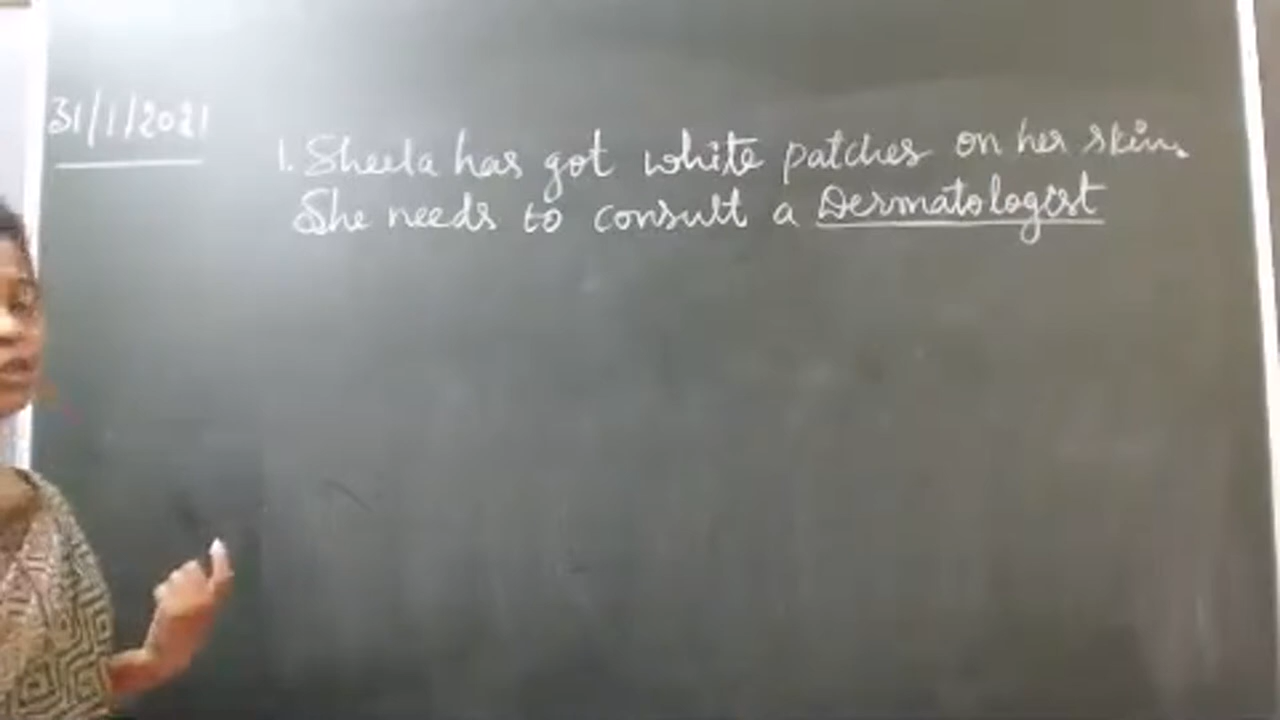 31/1/2021
1. Sheela has got white patches on her skin.
She needs to consult a Dermatologist